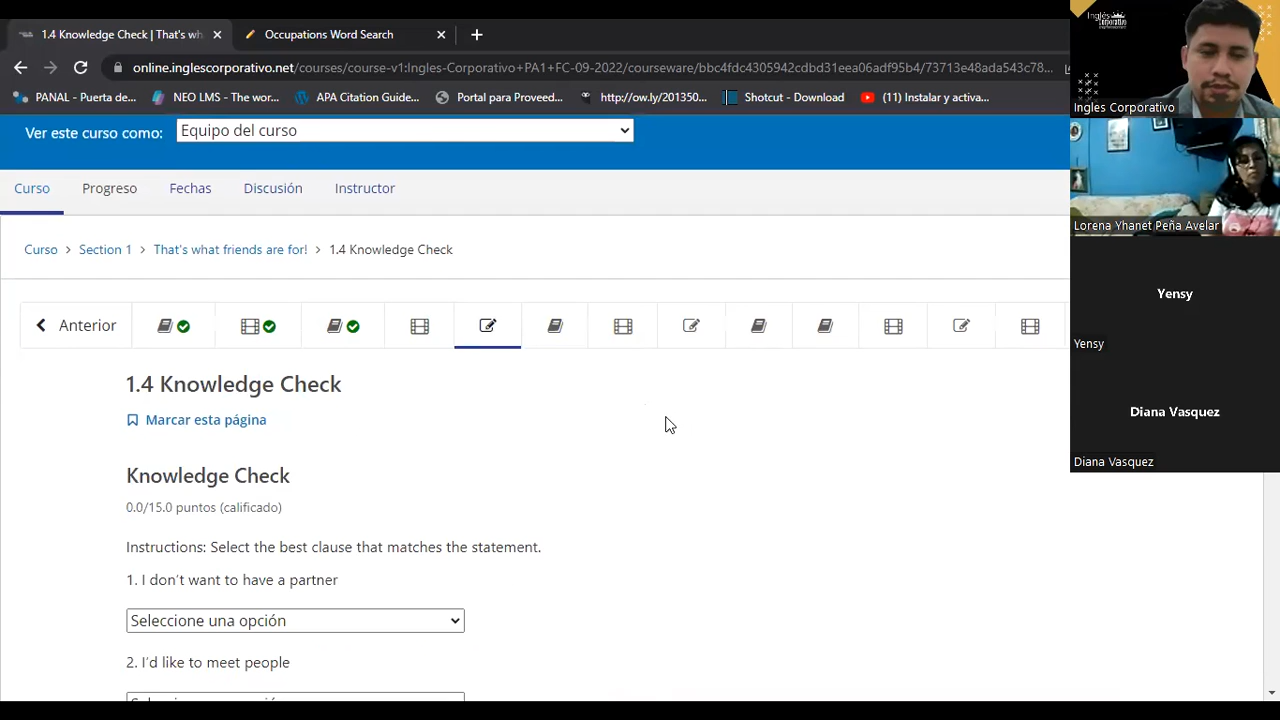 1.4 Knowledge Check | That's wh
Occupations Word Search
online.inglescorporativo.net/courses/course-v1:Ingles-Corporativo+PA1+FC-09-2022/courseware/bbc4fdc4305942cdbd31eea06adf95b4/73713e48ada543c78...
PANAL - Puerta de...
NEO LMS - The wor...
APA Citation Format...
Portal para Proveed...
http://ow.ly/201350...
Shotcut - Download
(11) Instalar y activa...
Ver este curso como:
Equipo del curso
Curso
Progreso
Fechas
Discusión
Instructor
Curso > Section 1 > That's what friends are for! > 1.4 Knowledge Check
Anterior
1.4 Knowledge Check
Marcar esta página
Knowledge Check
0.0/15.0 puntos (calificado)
Instructions: Select the best clause that matches the statement.
1. I don't want to have a partner
Seleccione una opción
2. I'd like to meet people
Inglés
Corporativo
Ingles Corporativo
Lorena Yhanet Peña Avelar
Yensy
Yensy
Diana Vasquez
Diana Vasquez